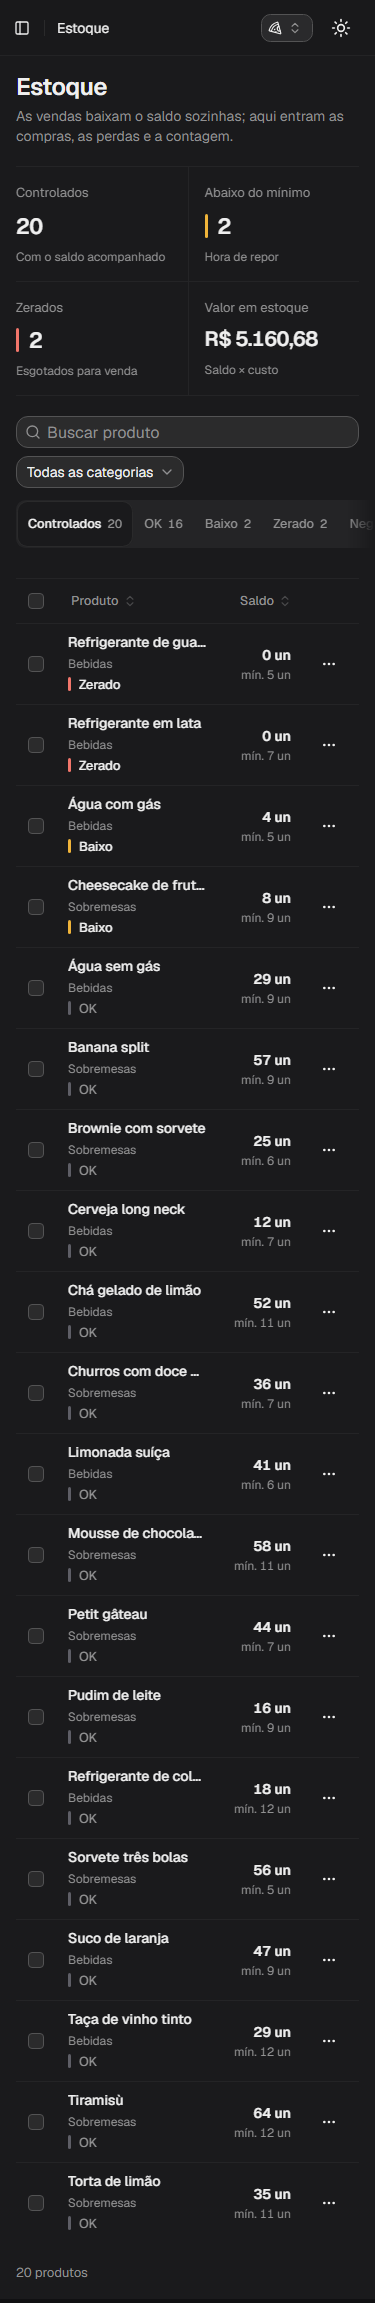 Estoque
Estoque
As vendas baixam o saldo sozinhas; aqui entram as
compras, as perdas e a contagem.
Controlados
20
Com o saldo acompanhado
Abaixo do mínimo
2
Hora de repor
Zerados
2
Esgotados para venda
Valor em estoque
R$ 5.160,68
Saldo × custo
Buscar produto
Todas as categorias
Controlados 20 OK 16 Baixo 2 Zerado 2
Produto Saldo
Refrigerante de gua...
Bebidas
Zerado
0 un
mín. 5 un
Refrigerante em lata
Bebidas
Zerado
0 un
mín. 7 un
Água com gás
Bebidas
Baixo
4 un
mín. 5 un
Cheesecake de frut...
Sobremesas
Baixo
8 un
mín. 9 un
Água sem gás
Bebidas
OK
29 un
mín. 9 un
Banana split
Sobremesas
OK
57 un
mín. 9 un
Brownie com sorvete
Sobremesas
OK
25 un
mín. 6 un
Cerveja long neck
Bebidas
OK
12 un
mín. 7 un
Chá gelado de limão
Bebidas
OK
52 un
mín. 11 un
Churros com doce ...
Sobremesas
OK
36 un
mín. 7 un
Limonada suíça
Bebidas
OK
41 un
mín. 6 un
Mousse de chocola...
Sobremesas
OK
58 un
mín. 11 un
Petit gâteau
Sobremesas
OK
44 un
mín. 7 un
Pudim de leite
Sobremesas
OK
16 un
mín. 9 un
Refrigerante de col...
Bebidas
OK
18 un
mín. 12 un
Sorvete três bolas
Sobremesas
OK
56 un
mín. 5 un
Suco de laranja
Bebidas
OK
47 un
mín. 9 un
Taça de vinho tinto
Bebidas
OK
29 un
mín. 12 un
Tiramisù
Sobremesas
OK
64 un
mín. 12 un
Torta de limão
Sobremesas
OK
35 un
mín. 11 un
20 produtos